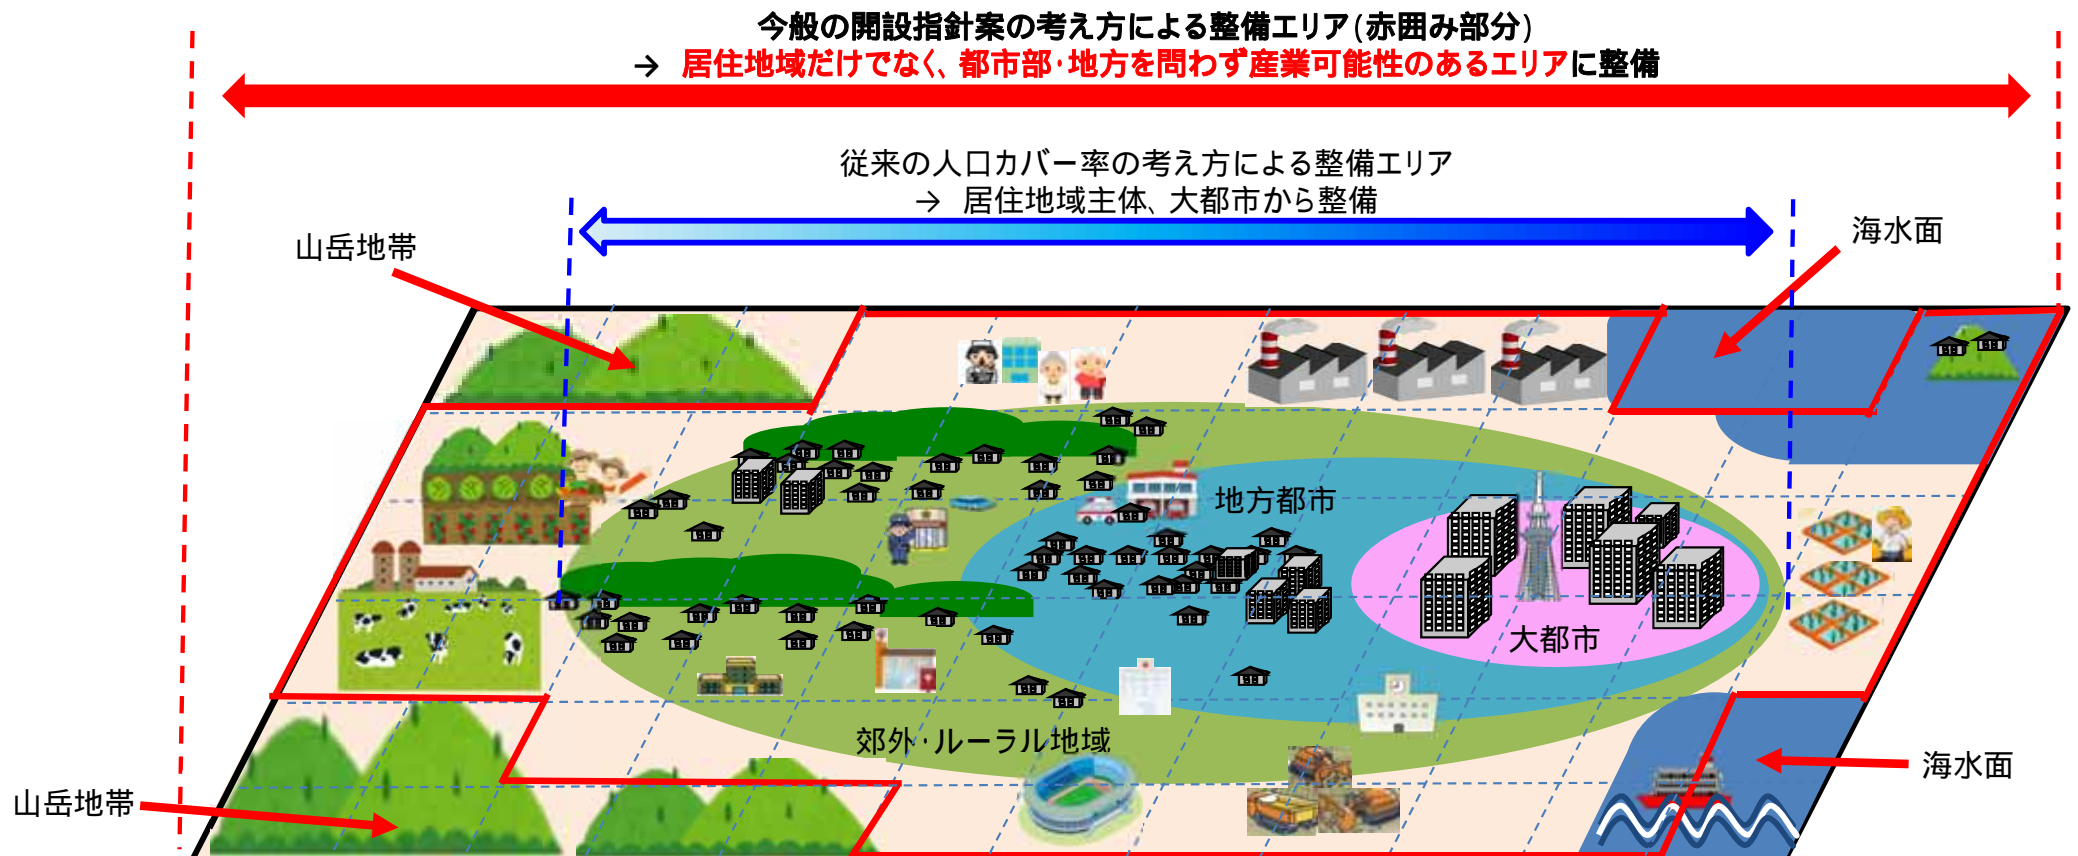 今般の開設指針案の考え方による整備エリア(赤囲み部分)
→ 居住地域だけでなく、都市部・地方を問わず産業可能性のあるエリアに整備
従来の人口カバー率の考え方による整備エリア
→ 居住地域主体、大都市から整備
山岳地帯
海水面
地方都市
大都市
郊外・ルーラル地域
海水面
山岳地帯